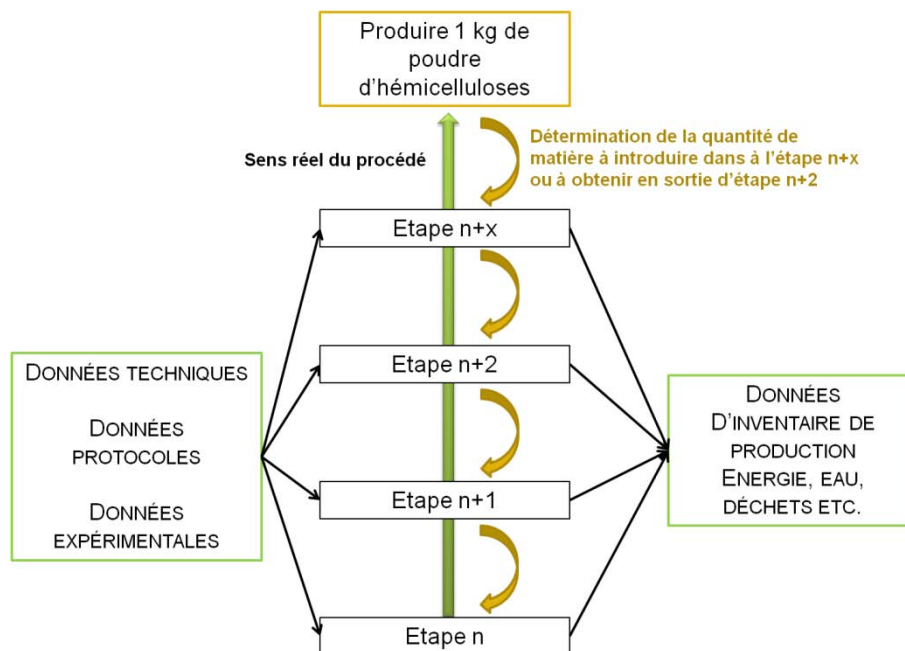 Produire 1 kg de
poudre
d’hémicelluloses
Détermination de la quantité de
matière à introduire dans à l’étape n+x
ou à obtenir en sortie d’étape n+2
Sens réel du procédé
Etape n+x
Etape n+2
Etape n+1
Etape n
DONNÉES TECHNIQUES
DONNÉES
PROTOCOLES
DONNÉES
EXPÉRIMENTALES
DONNÉES
D’INVENTAIRE DE
PRODUCTION
ENERGIE, EAU,
DÉCHETS ETC.